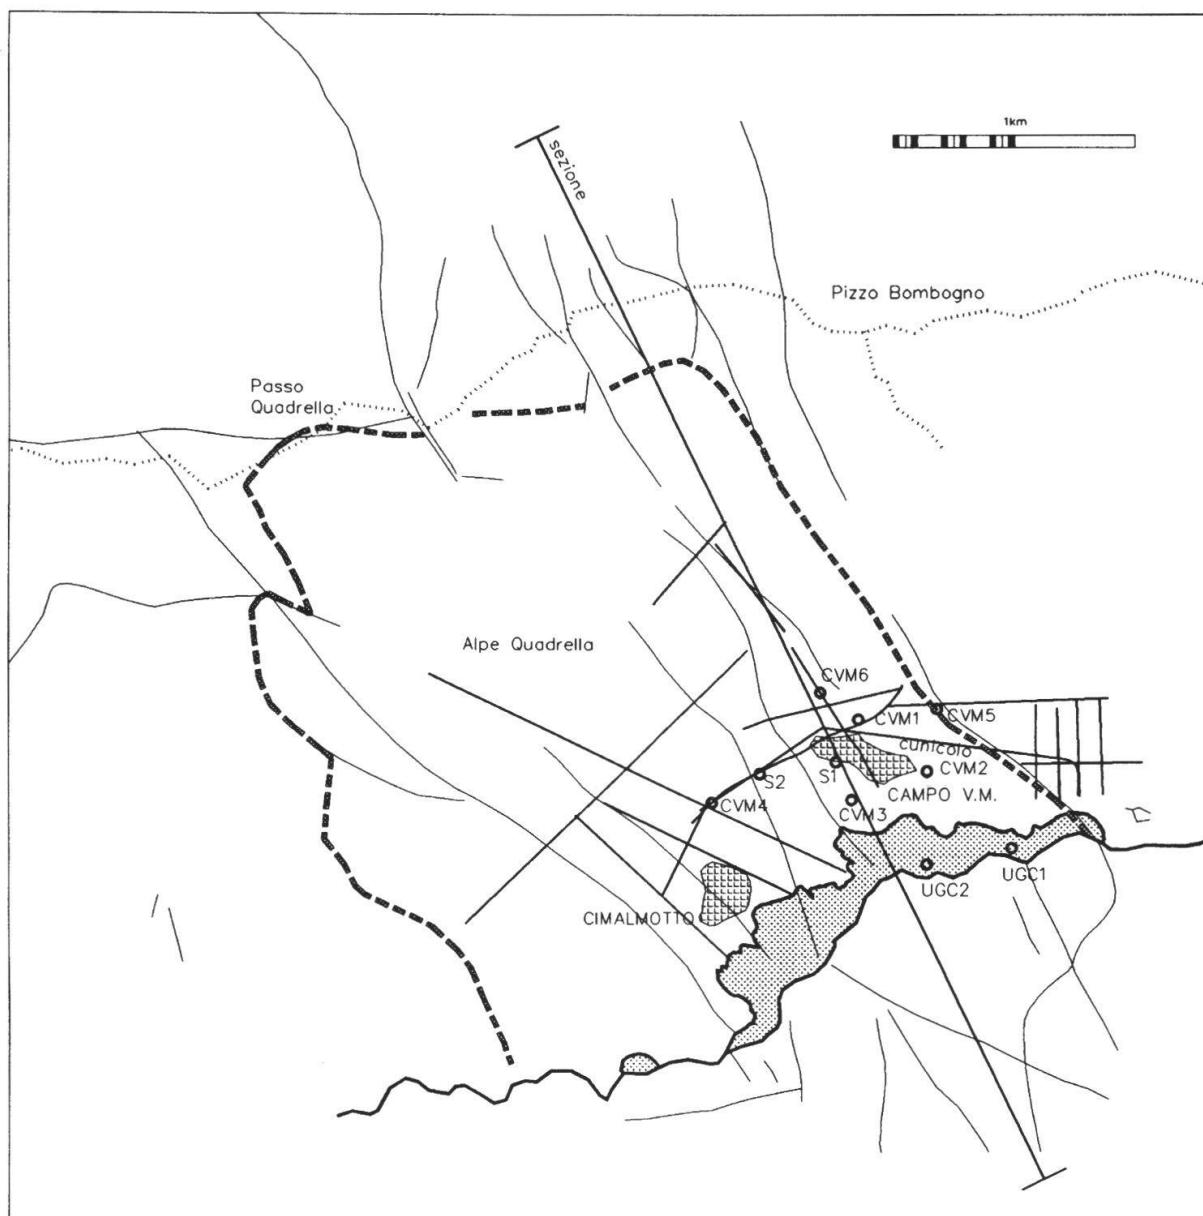 1km
sezione
Pizzo Bombogno
Passo
Quadrella
Alpe Quadrella
CVM6
CVM1
CVM5
cunicolo
S2
S1
CVM2
CAMPO V.M.
CVM4
CVM3
UGC2
UGC1
CIMALMOTTO